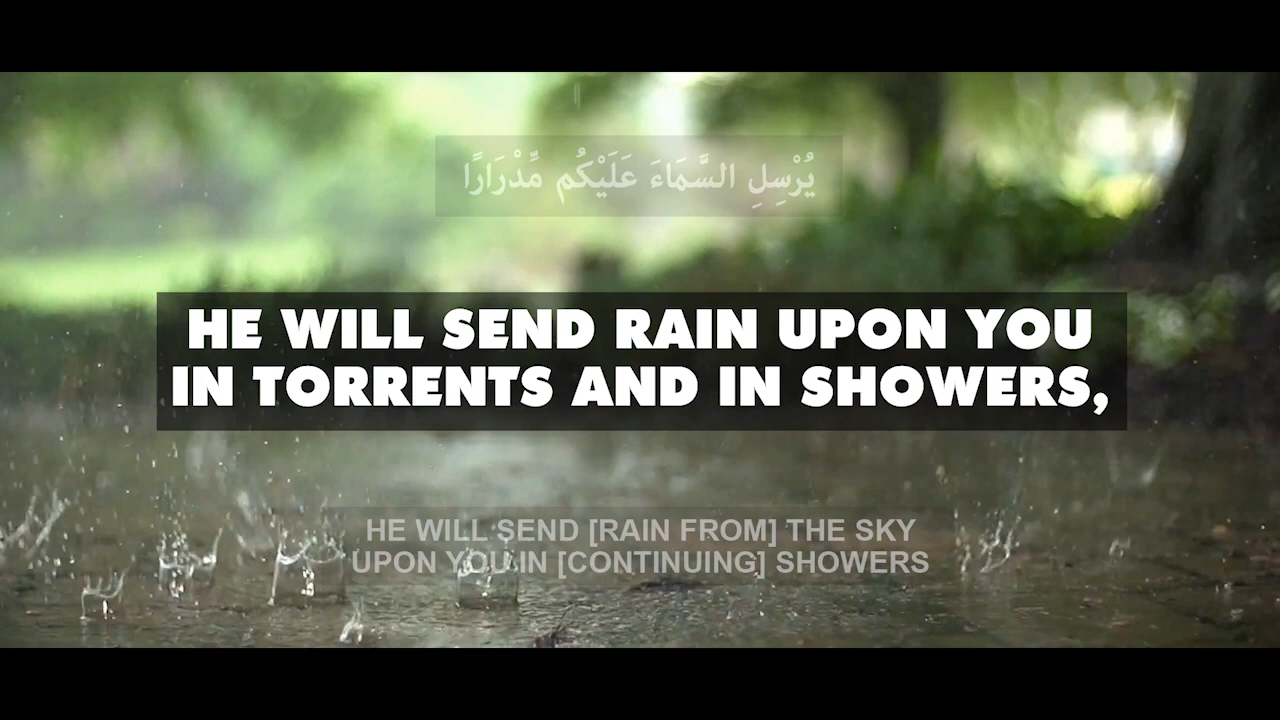 يُرْسِلِ السَّمَاءَ عَلَيْكُم مِّدْرَارًا
HE WILL SEND RAIN UPON YOU
IN TORRENTS AND IN SHOWERS,
HE WILL SEND [RAIN FROM] THE SKY
UPON YOU IN [CONTINUING] SHOWERS